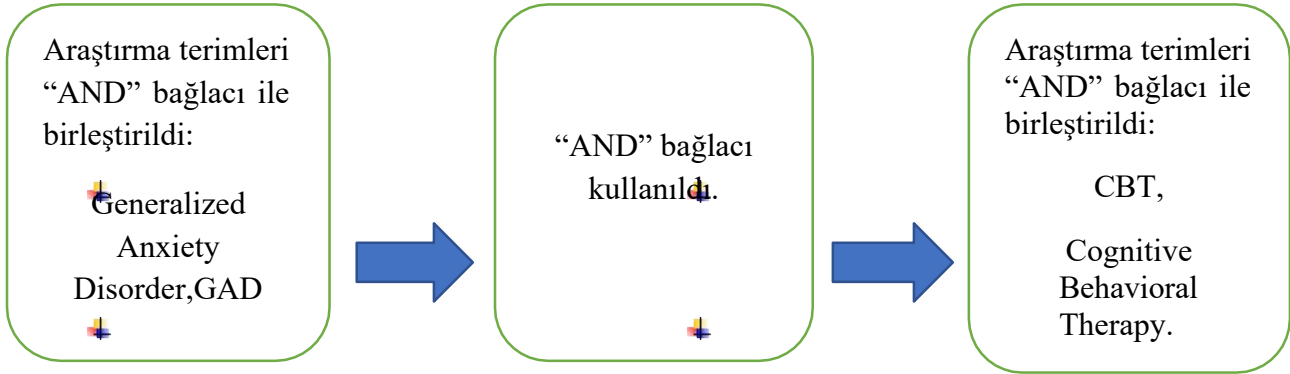 Araştırma terimleri
“AND” bağlacı ile
birleştirildi:
Generalized
Anxiety
Disorder,GAD
“AND” bağlacı
kullanıldı.
Araştırma terimleri
“AND” bağlacı ile
birleştirildi:
CBT,
Cognitive
Behavioral
Therapy.